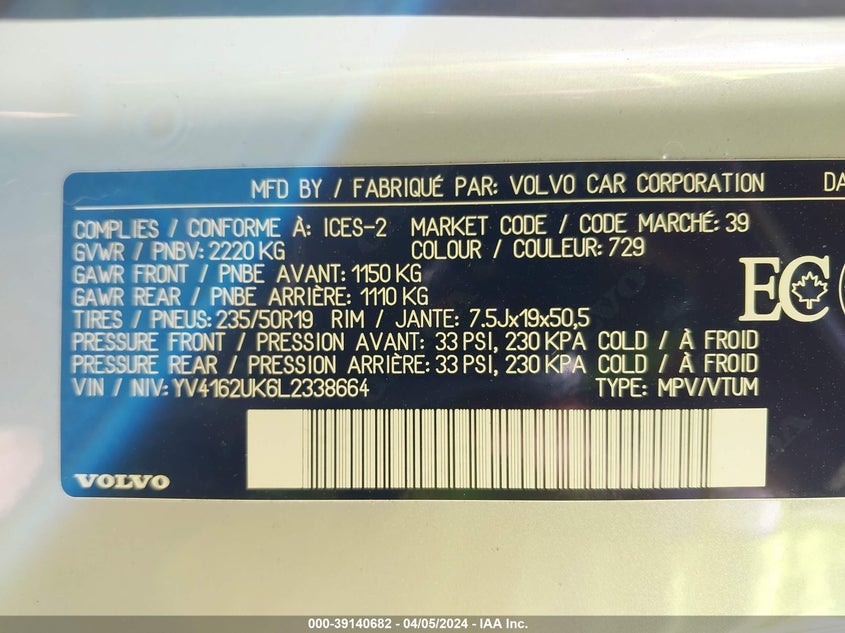 MFD BY / FABRIQUÉ PAR: VOLVO CAR CORPORATION DA
COMPLIES / CONFORME À: ICES-2 MARKET CODE / CODE MARCHÉ: 39
GVWR / PNBV: 2220 KG COLOUR / COULEUR: 729
GAWR FRONT / PNBE AVANT: 1150 KG
GAWR REAR / PNBE ARRIÈRE: 1110 KG
TIRES / PNEUS: 235/50R19 RIM / JANTE: 7.5Jx19x50,5
PRESSURE FRONT / PRESSION AVANT: 33 PSI, 230 KPA COLD / À FROID
PRESSURE REAR / PRESSION ARRIÈRE: 33 PSI, 230 KPA COLD / À FROID
VIN / NIV: YV4162UK6L2338664 TYPE: MPV/VTUM
EC
VOLVO
000-39140682 - 04/05/2024 - IAA Inc.